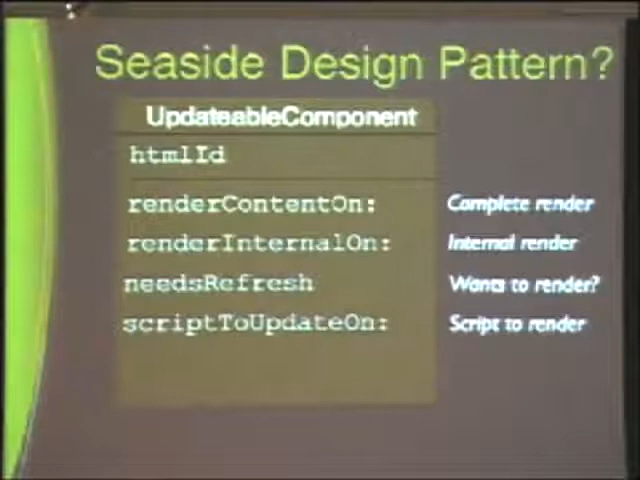 Seaside Design Pattern?
UpdateableComponent
htmlId
renderContentOn: Complete render
renderInternalOn: Internal render
needsRefresh Wants to render?
scriptToUpdateOn: Script to render